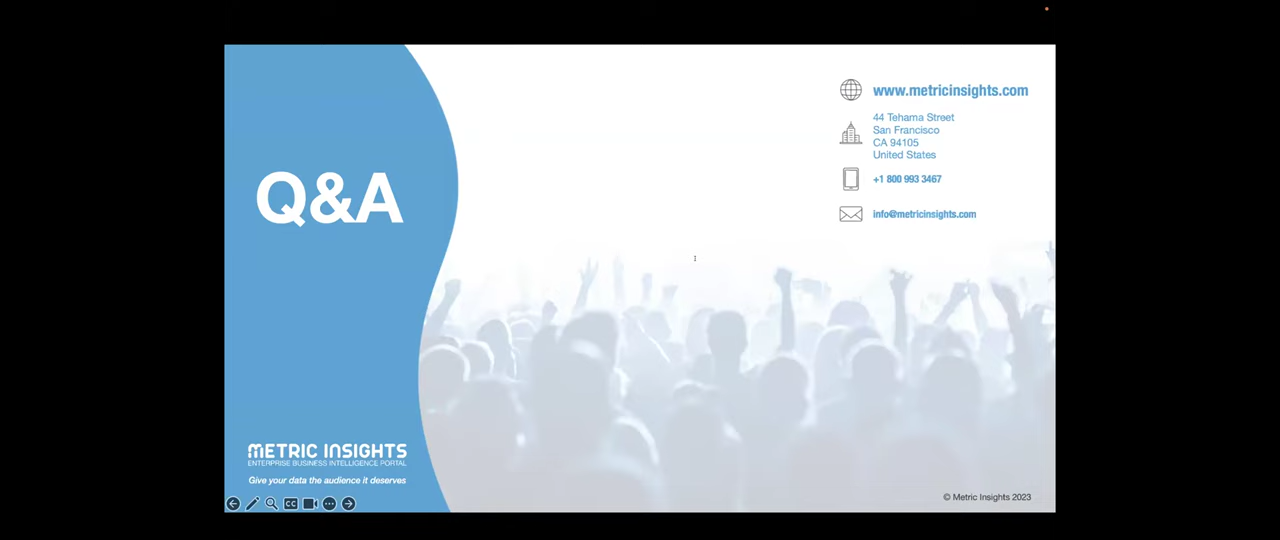 Q&A
www.metricinsights.com
44 Tehama Street
San Francisco
CA 94105
United States
+1 800 993 3467
info@metricinsights.com
METRIC INSIGHTS
ENTERPRISE BUSINESS INTELLIGENCE PORTAL
Give your data the audience it deserves
CC
© Metric Insights 2023